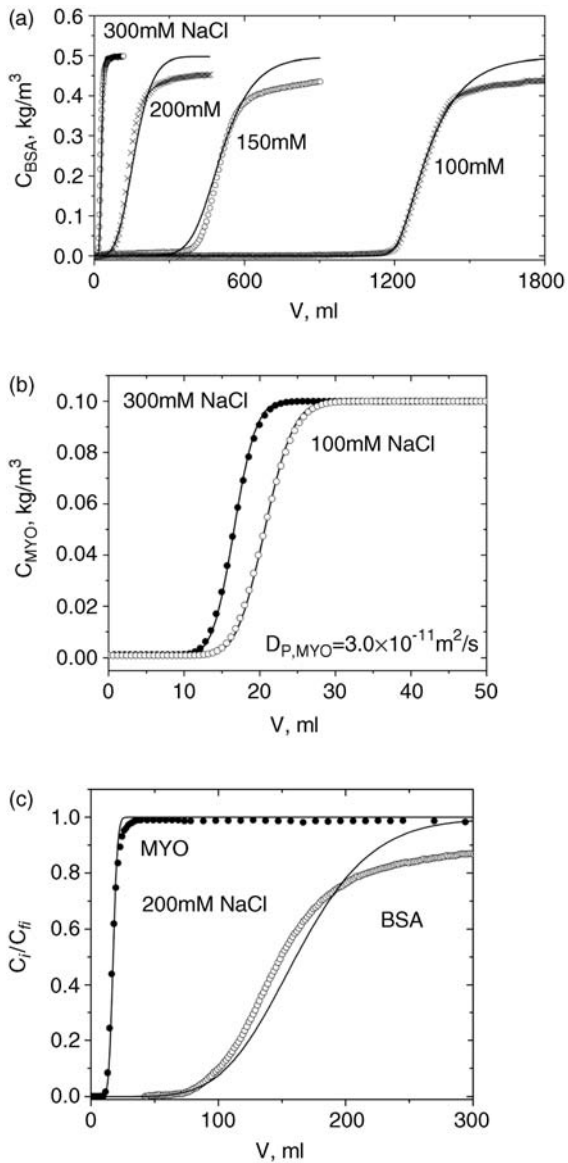 (a)
300mM NaCl
200mM
150mM
100mM
C_BSA, kg/m³
0.6
0.5
0.4
0.3
0.2
0.1
0.0
0 600 1200 1800
V, ml
(b)
300mM NaCl
100mM NaCl
C_MYO, kg/m³
0.10
0.08
0.06
0.04
0.02
0.00
D_P,MYO=3.0×10⁻¹¹m²/s
0 10 20 30 40 50
V, ml
(c)
MYO
200mM NaCl
BSA
C_i/C_fi
1.0
0.8
0.6
0.4
0.2
0.0
0 100 200 300
V, ml